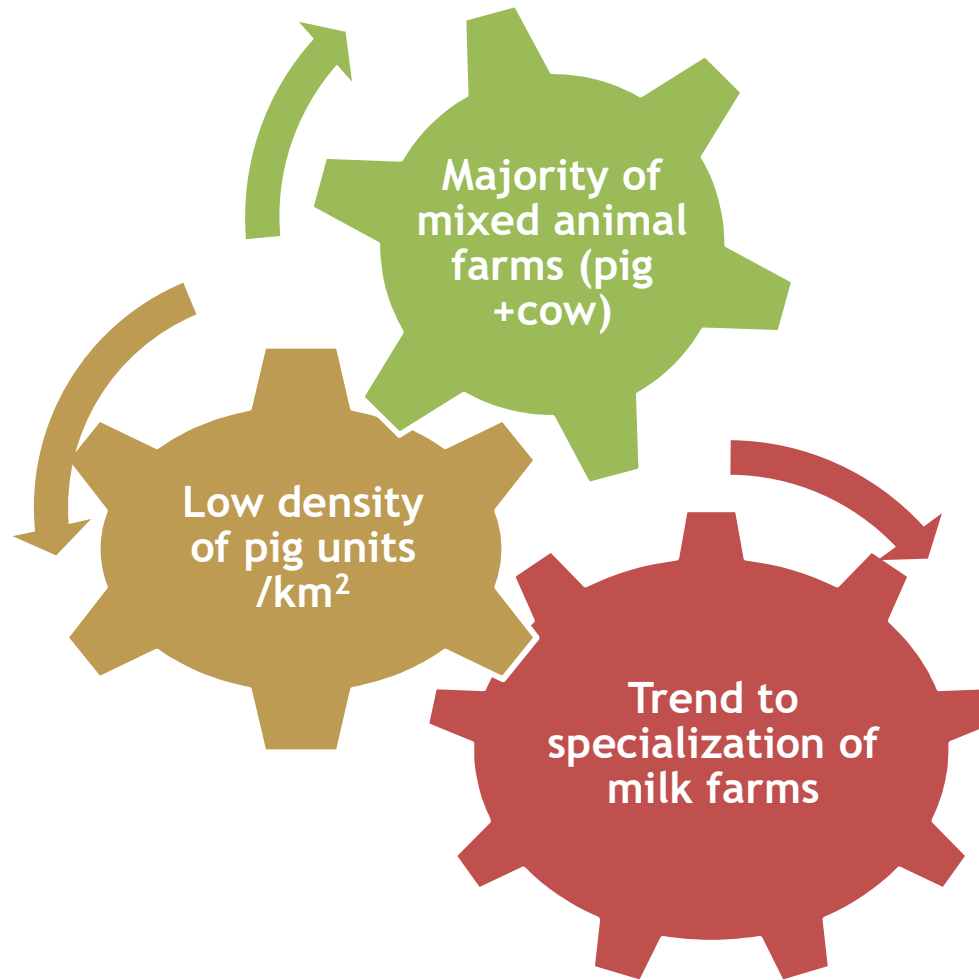 Majority of
mixed animal
farms (pig
+cow)
Low density
of pig units
/km²
Trend to
specialization of
milk farms